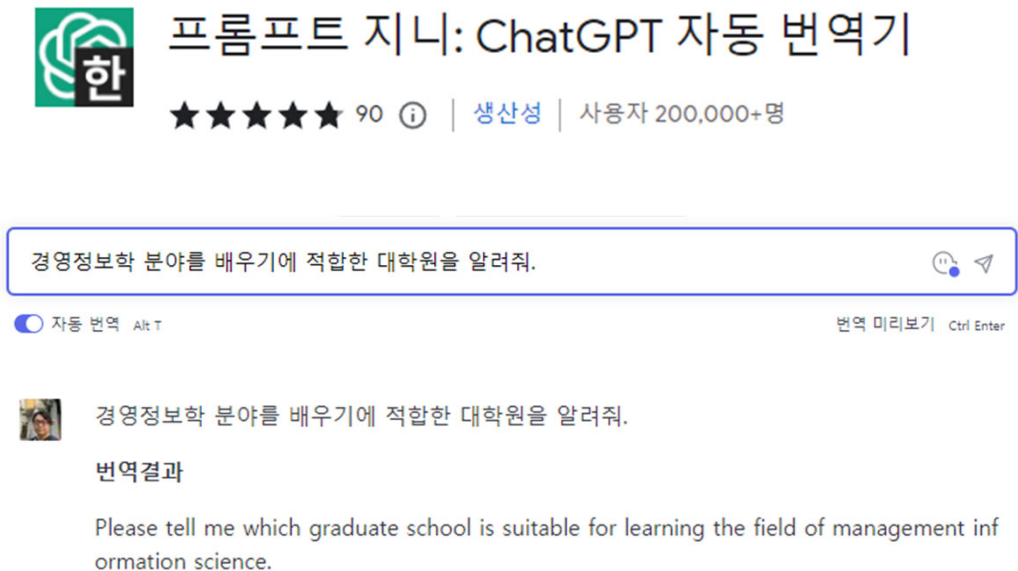 한
프롬프트 지니: ChatGPT 자동 번역기
90 | 생산성 | 사용자 200,000+명
경영정보학 분야를 배우기에 적합한 대학원을 알려줘.
자동 번역 Alt T 번역 미리보기 Ctrl Enter
경영정보학 분야를 배우기에 적합한 대학원을 알려줘.
번역결과
Please tell me which graduate school is suitable for learning the field of management inf
ormation science.